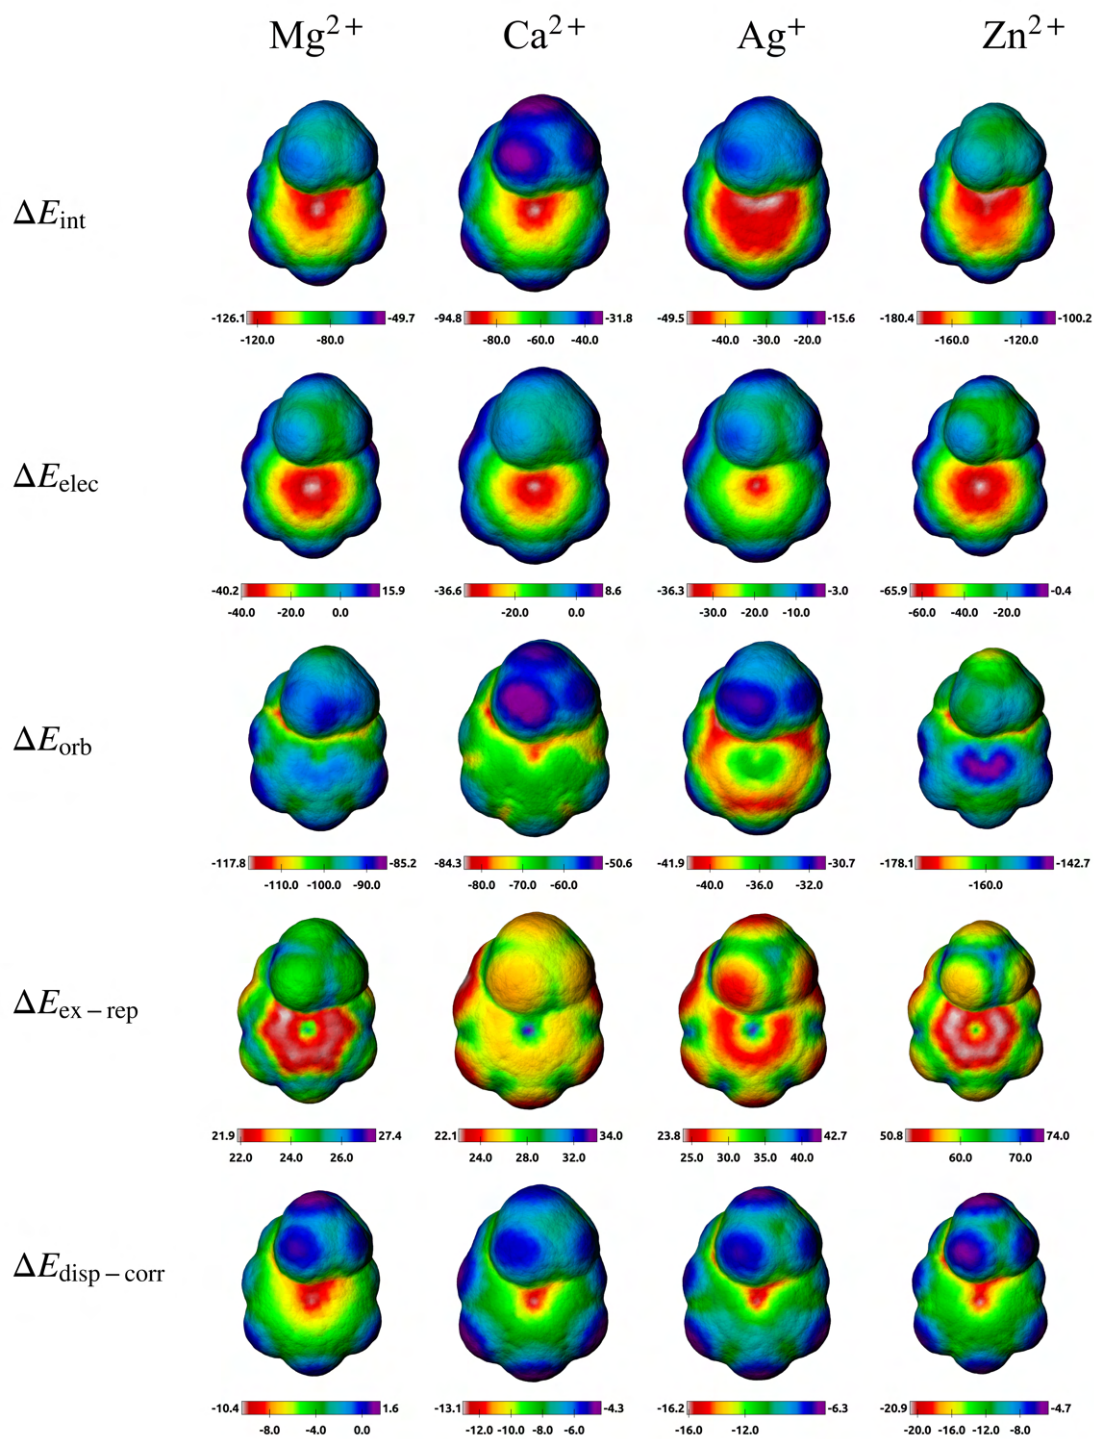 Mg²⁺ Ca²⁺ Ag⁺ Zn²⁺
ΔE_int
-126.1 -49.7 -94.8 -31.8 -49.5 -15.6 -180.4 -100.2
-120.0 -80.0 -80.0 -60.0 -40.0 -40.0 -30.0 -20.0 -160.0 -120.0
ΔE_elec
-40.2 15.9 -36.6 8.6 -36.3 -3.0 -65.9 -0.4
-40.0 -20.0 0.0 -20.0 0.0 -30.0 -20.0 -10.0 -60.0 -40.0 -20.0
ΔE_orb
-117.8 -85.2 -84.3 -50.6 -41.9 -30.7 -178.1 -142.7
-110.0 -100.0 -90.0 -80.0 -70.0 -60.0 -40.0 -36.0 -32.0 -160.0
ΔE_ex – rep
21.9 27.4 22.1 34.0 23.8 42.7 50.8 74.0
22.0 24.0 26.0 24.0 28.0 32.0 25.0 30.0 35.0 40.0 60.0 70.0
ΔE_disp – corr
-10.4 1.6 -13.1 -4.3 -16.2 -6.3 -20.9 -4.7
-8.0 -4.0 0.0 -12.0 -10.0 -8.0 -6.0 -16.0 -12.0 -20.0 -16.0 -12.0 -8.0